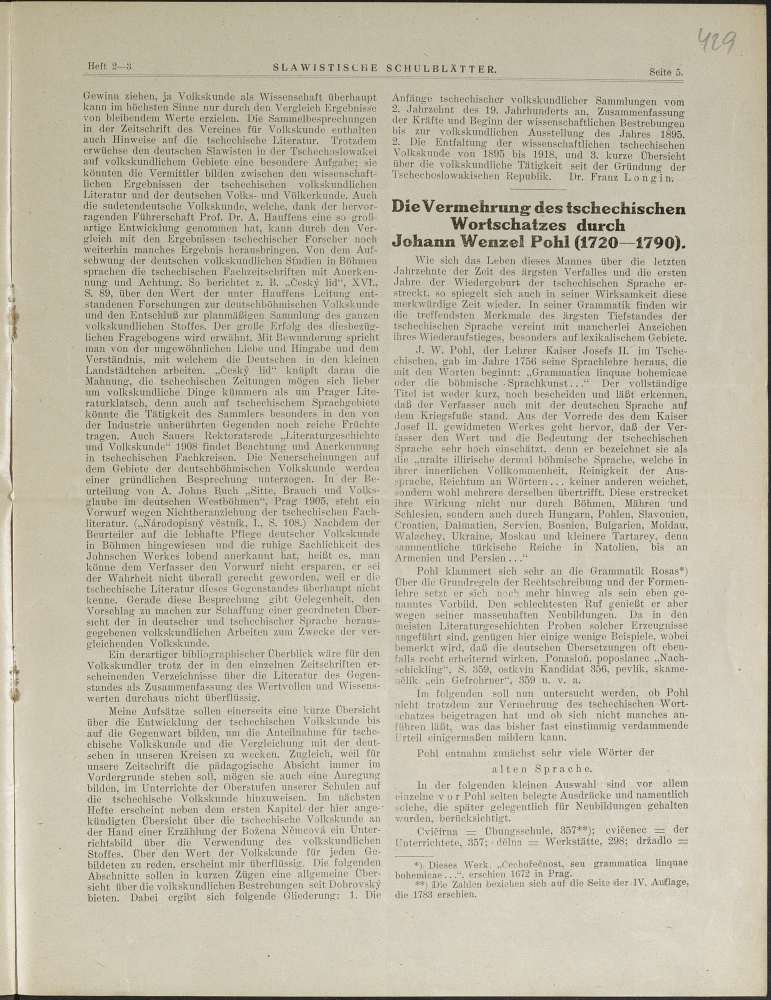 429
Heft 2—3
SLAWISTISCHE SCHULBLÄTTER.
Seite 5.
Gewinn ziehen, ja Volkskunde als Wissenschaft überhaupt
kann im höchsten Sinne nur durch den Vergleich Ergebnisse
von bleibendem Werte erzielen. Die Sammelbesprechungen
in der Zeitschrift des Vereines für Volkskunde enthalten
auch Hinweise auf die tschechische Literatur. Trotzdem
erwüchse den deutschen Slawisten in der Tschechoslowakei
auf volkskundlichem Gebiete eine besondere Aufgabe; sie
könnten die Vermittler bilden zwischen den wissenschaft-
lichen Ergebnissen der tschechischen volkskundlichen
Literatur und der deutschen Volks- und Völkerkunde. Auch
die sudetendeutsche Volkskunde, welche, dank der hervor-
ragenden Führerschaft Prof. Dr. A. Hauffens eine so groß-
artige Entwicklung genommen hat, kann durch den Ver-
gleich mit den Ergebnissen tschechischer Forscher noch
weiterhin manches Ergebnis herausbringen. Von dem Auf-
schwung der deutschen volkskundlichen Studien in Böhmen
sprachen die tschechischen Fachzeitschriften mit Anerken-
nung und Achtung. So berichtet z. B. „Český lid“, XVI.,
S. 89, über den Wert der unter Hauffens Leitung ent-
standenen Forschungen zur deutschböhmischen Volkskunde
und den Entschluß zur planmäßigen Sammlung des ganzen
volkskundlichen Stoffes. Der große Erfolg des diesbezüg-
lichen Fragebogens wird erwähnt. Mit Bewunderung spricht
man von der ungewöhnlichen Liebe und Hingabe und dem
Verständnis, mit welchem die Deutschen in den kleinen
Landstädtchen arbeiten. „Český lid“ knüpft daran die
Mahnung, die tschechischen Zeitungen mögen sich lieber
um volkskundliche Dinge kümmern als um Prager Lite-
raturklatsch, denn auch auf tschechischem Sprachgebiete
könnte die Tätigkeit des Sammlers besonders in den von
der Industrie unberührten Gegenden noch reiche Früchte
tragen. Auch Sauers Rektoratsrede „Literaturgeschichte
und Volkskunde“ 1908 findet Beachtung und Anerkennung
in tschechischen Fachkreisen. Die Neuerscheinungen auf
dem Gebiete der deutschböhmischen Volkskunde werden
einer gründlichen Besprechung unterzogen. In der Be-
urteilung von A. Johns Buch „Sitte, Brauch und Volks-
glaube im deutschen Westböhmen“, Prag 1905, steht ein
Vorwurf wegen Nichtheranziehung der tschechischen Fach-
literatur. („Národopisný věstník, I., S. 108.) Nachdem der
Beurteiler auf die lebhafte Pflege deutscher Volkskunde
in Böhmen hingewiesen und die ruhige Sachlichkeit des
Johnschen Werkes lobend anerkannt hat, heißt es, man
könne dem Verfasser den Vorwurf nicht ersparen, er sei
der Wahrheit nicht überall gerecht geworden, weil er die
tschechische Literatur dieses Gegenstandes überhaupt nicht
kenne. Gerade diese Besprechung gibt Gelegenheit, den
Vorschlag zu machen zur Schaffung einer geordneten Über-
sicht der in deutscher und tschechischer Sprache heraus-
gegebenen volkskundlichen Arbeiten zum Zwecke der ver-
gleichenden Volkskunde.
Ein derartiger bibliographischer Überblick wäre für den
Volkskundler trotz der in den einzelnen Zeitschriften er-
scheinenden Verzeichnisse über die Literatur des Gegen-
standes als Zusammenfassung des Wertvollen und Wissens-
werten durchaus nicht überflüssig.
Meine Aufsätze sollen einerseits eine kurze Übersicht
über die Entwicklung der tschechischen Volkskunde bis
auf die Gegenwart bilden, um die Anteilnahme für tsche-
chische Volkskunde und die Vergleichung mit der deut-
schen in unseren Kreisen zu wecken. Zugleich, weil für
unsere Zeitschrift die pädagogische Absicht immer im
Vordergrunde stehen soll, mögen sie auch eine Anregung
bilden, im Unterrichte der Oberstufen unserer Schulen auf
die tschechische Volkskunde hinzuweisen. Im nächsten
Hefte erscheint neben dem ersten Kapitel der hier ange-
kündigten Übersicht über die tschechische Volkskunde an
der Hand einer Erzählung der Božena Němcová ein Unter-
richtsbild über die Verwendung des volkskundlichen
Stoffes. Über den Wert der Volkskunde für jeden Ge-
bildeten zu reden, erscheint mir überflüssig. Die folgenden
Abschnitte sollen in kurzen Zügen eine allgemeine Über-
sicht über die volkskundlichen Bestrebungen seit Dobrovský
bieten. Dabei ergibt sich folgende Gliederung: 1. Die
Anfänge tschechischer volkskundlicher Sammlungen vom
2. Jahrzehnt des 19. Jahrhunderts an. Zusammenfassung
der Kräfte und Beginn der wissenschaftlichen Bestrebungen
bis zur volkskundlichen Ausstellung des Jahres 1895.
2. Die Entfaltung der wissenschaftlichen tschechischen
Volkskunde von 1895 bis 1918, und 3. kurze Übersicht
über die volkskundliche Tätigkeit seit der Gründung der
Tschechoslowakischen Republik. Dr. Franz Longin.
Die Vermehrung des tschechischen
Wortschatzes durch
Johann Wenzel Pohl (1720—1790).
Wie sich das Leben dieses Mannes über die letzten
Jahrzehnte der Zeit des ärgsten Verfalles und die ersten
Jahre der Wiedergeburt der tschechischen Sprache er-
streckt, so spiegelt sich auch in seiner Wirksamkeit diese
merkwürdige Zeit wieder. In seiner Grammatik finden wir
die treffendsten Merkmale des ärgsten Tiefstandes der
tschechischen Sprache vereint mit mancherlei Anzeichen
ihres Wiederaufstieges, besonders auf lexikalischem Gebiete.
J. W. Pohl, der Lehrer Kaiser Josefs II. im Tsche-
chischen, gab im Jahre 1756 seine Sprachlehre heraus, die
mit den Worten beginnt: „Grammatica linquae bohemicae
oder die böhmische Sprachkunst...“ Der vollständige
Titel ist weder kurz, noch bescheiden und läßt erkennen,
daß der Verfasser auch mit der deutschen Sprache auf
dem Kriegsfuße stand. Aus der Vorrede des dem Kaiser
Josef II. gewidmeten Werkes geht hervor, daß der Ver-
fasser den Wert und die Bedeutung der tschechischen
Sprache sehr hoch einschätzt, denn er bezeichnet sie als
die „uralte illirische dermal böhmische Sprache, welche in
ihrer innerlichen Vollkommenheit, Reinigkeit der Aus-
sprache, Reichtum an Wörtern... keiner anderen weichet,
sondern wohl mehrere derselben übertrifft. Diese erstrecket
ihre Wirkung nicht nur durch Böhmen, Mähren und
Schlesien, sondern auch durch Hungarn, Pohlen, Slavonien,
Croatien, Dalmatien, Servien, Bosnien, Bulgarien, Moldau,
Walachey, Ukraine, Moskau und kleinere Tartarey, denn
sammentliche türkische Reiche in Natolien, bis an
Armenien und Persien...“
Pohl klammert sich sehr an die Grammatik Rosas*)
Über die Grundregeln der Rechtschreibung und der Formen-
lehre setzt er sich noch mehr hinweg als sein eben ge-
nanntes Vorbild. Den schlechtesten Ruf genießt er aber
wegen seiner massenhaften Neubildungen. Da in den
meisten Literaturgeschichten Proben solcher Erzeugnisse
angeführt sind, genügen hier einige wenige Beispiele, wobei
bemerkt wird, daß die deutschen Übersetzungen oft eben-
falls recht erheiternd wirken. Ponasloň, poposlanec „Nach-
schickling“, S. 359, ostkvin Kandidat 356, pevlik, skame-
nělik „ein Gefrohrner“, 359 u. v. a.
Im folgenden soll nun untersucht werden, ob Pohl
nicht trotzdem zur Vermehrung des tschechischen Wort-
schatzes beigetragen hat und ob sich nicht manches an-
führen läßt, was das bisher fast einstimmig verdammende
Urteil einigermaßen mildern kann.
Pohl entnahm zunächst sehr viele Wörter der
alten Sprache.
In der folgenden kleinen Auswahl sind vor allem
einzelne vor Pohl selten belegte Ausdrücke und namentlich
solche, die später gelegentlich für Neubildungen gehalten
wurden, berücksichtigt.
Cvičirna = Übungsschule, 357**); cvičenec = der
Unterrichtete, 357; dělna = Werkstätte, 298; držadlo =
*) Dieses Werk, „Čechořečnost, seu grammatica linquae
bohemicae...“, erschien 1672 in Prag.
**) Die Zahlen beziehen sich auf die Seite der IV. Auflage,
die 1783 erschien.